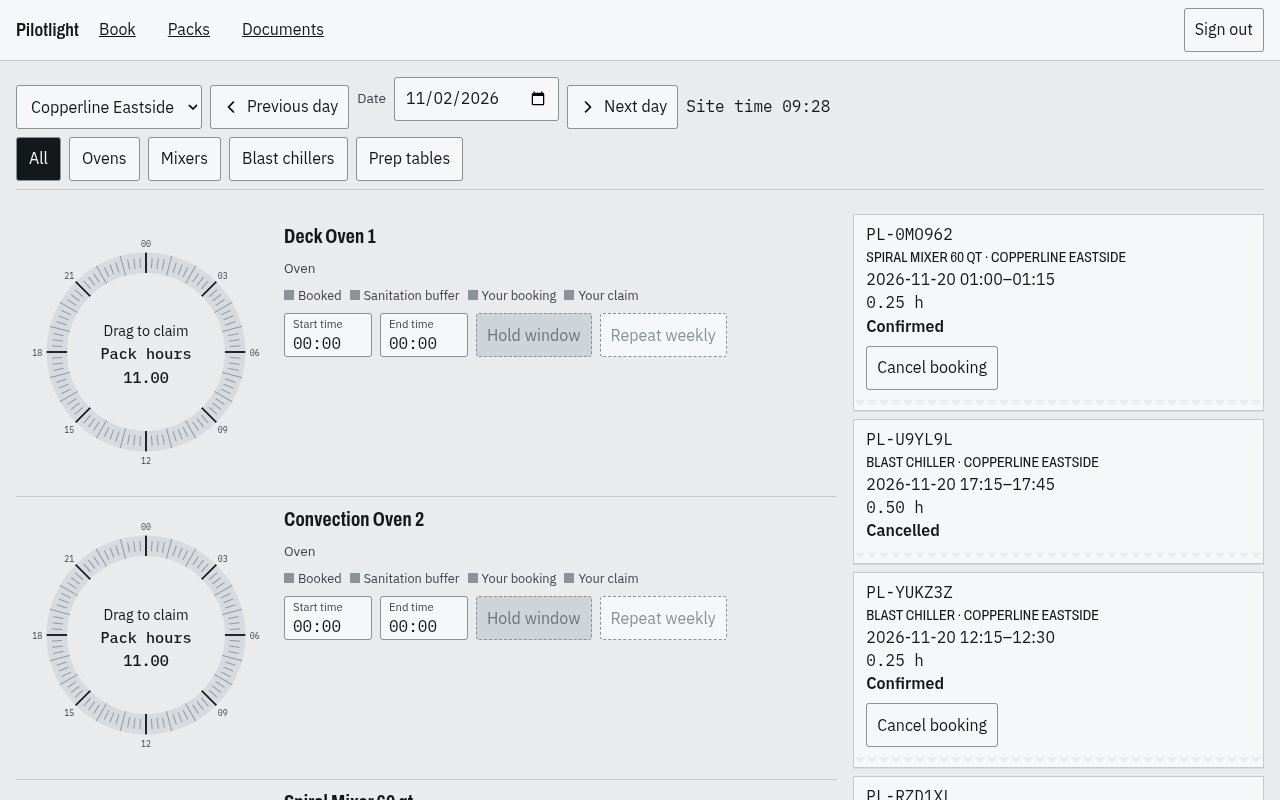 Pilotlight Book Packs Documents Sign out
Copperline Eastside Previous day Date 11/02/2026 Next day Site time 09:28
All Ovens Mixers Blast chillers Prep tables
00
03
06
09
12
15
18
21
Drag to claim
Pack hours
11.00
Deck Oven 1
Oven
Booked Sanitation buffer Your booking Your claim
Start time
00:00
End time
00:00
Hold window
Repeat weekly
00
03
06
09
12
15
18
21
Drag to claim
Pack hours
11.00
Convection Oven 2
Oven
Booked Sanitation buffer Your booking Your claim
Start time
00:00
End time
00:00
Hold window
Repeat weekly
Spiral Mixer 60 qt
PL-0MO962
SPIRAL MIXER 60 QT · COPPERLINE EASTSIDE
2026-11-20 01:00–01:15
0.25 h
Confirmed
Cancel booking
PL-U9YL9L
BLAST CHILLER · COPPERLINE EASTSIDE
2026-11-20 17:15–17:45
0.50 h
Cancelled
PL-YUKZ3Z
BLAST CHILLER · COPPERLINE EASTSIDE
2026-11-20 12:15–12:30
0.25 h
Confirmed
Cancel booking
PL-RZD1XL